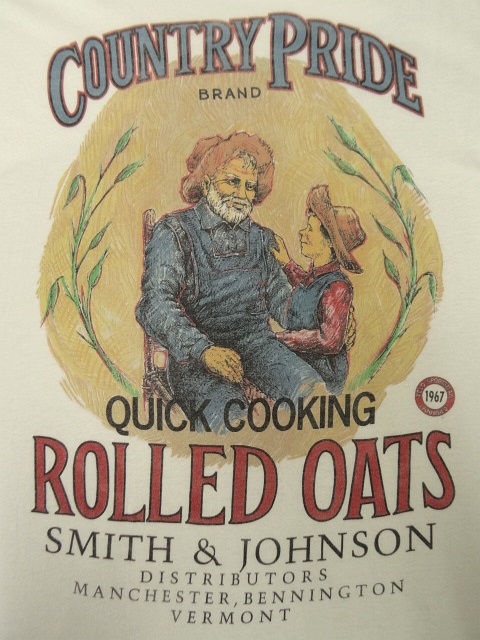 COUNTRY PRIDE
BRAND
QUICK COOKING
1967
ROLLED OATS
SMITH & JOHNSON
DISTRIBUTORS
MANCHESTER, BENNINGTON
VERMONT